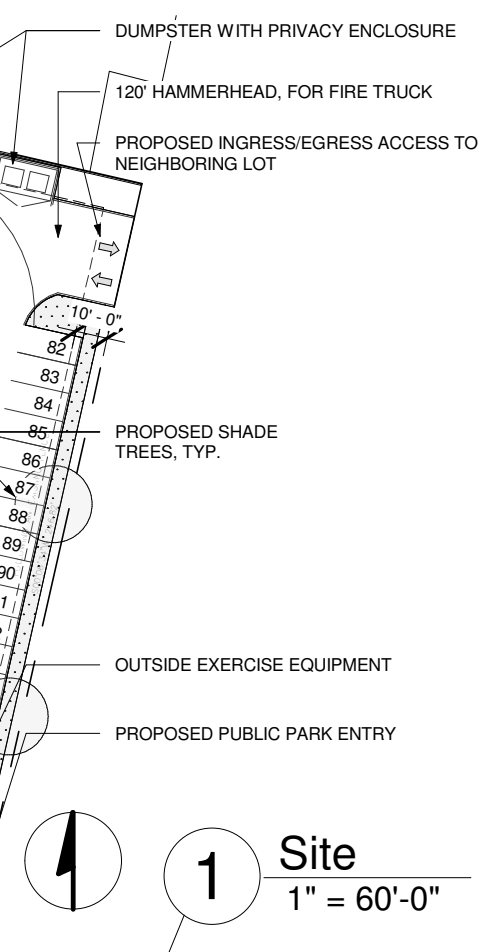 DUMPSTER WITH PRIVACY ENCLOSURE
120' HAMMERHEAD, FOR FIRE TRUCK
PROPOSED INGRESS/EGRESS ACCESS TO
NEIGHBORING LOT
10' - 0"
82
83
84
85
PROPOSED SHADE
TREES, TYP.
86
87
88
89
90
1
OUTSIDE EXERCISE EQUIPMENT
PROPOSED PUBLIC PARK ENTRY
1
Site
1" = 60'-0"